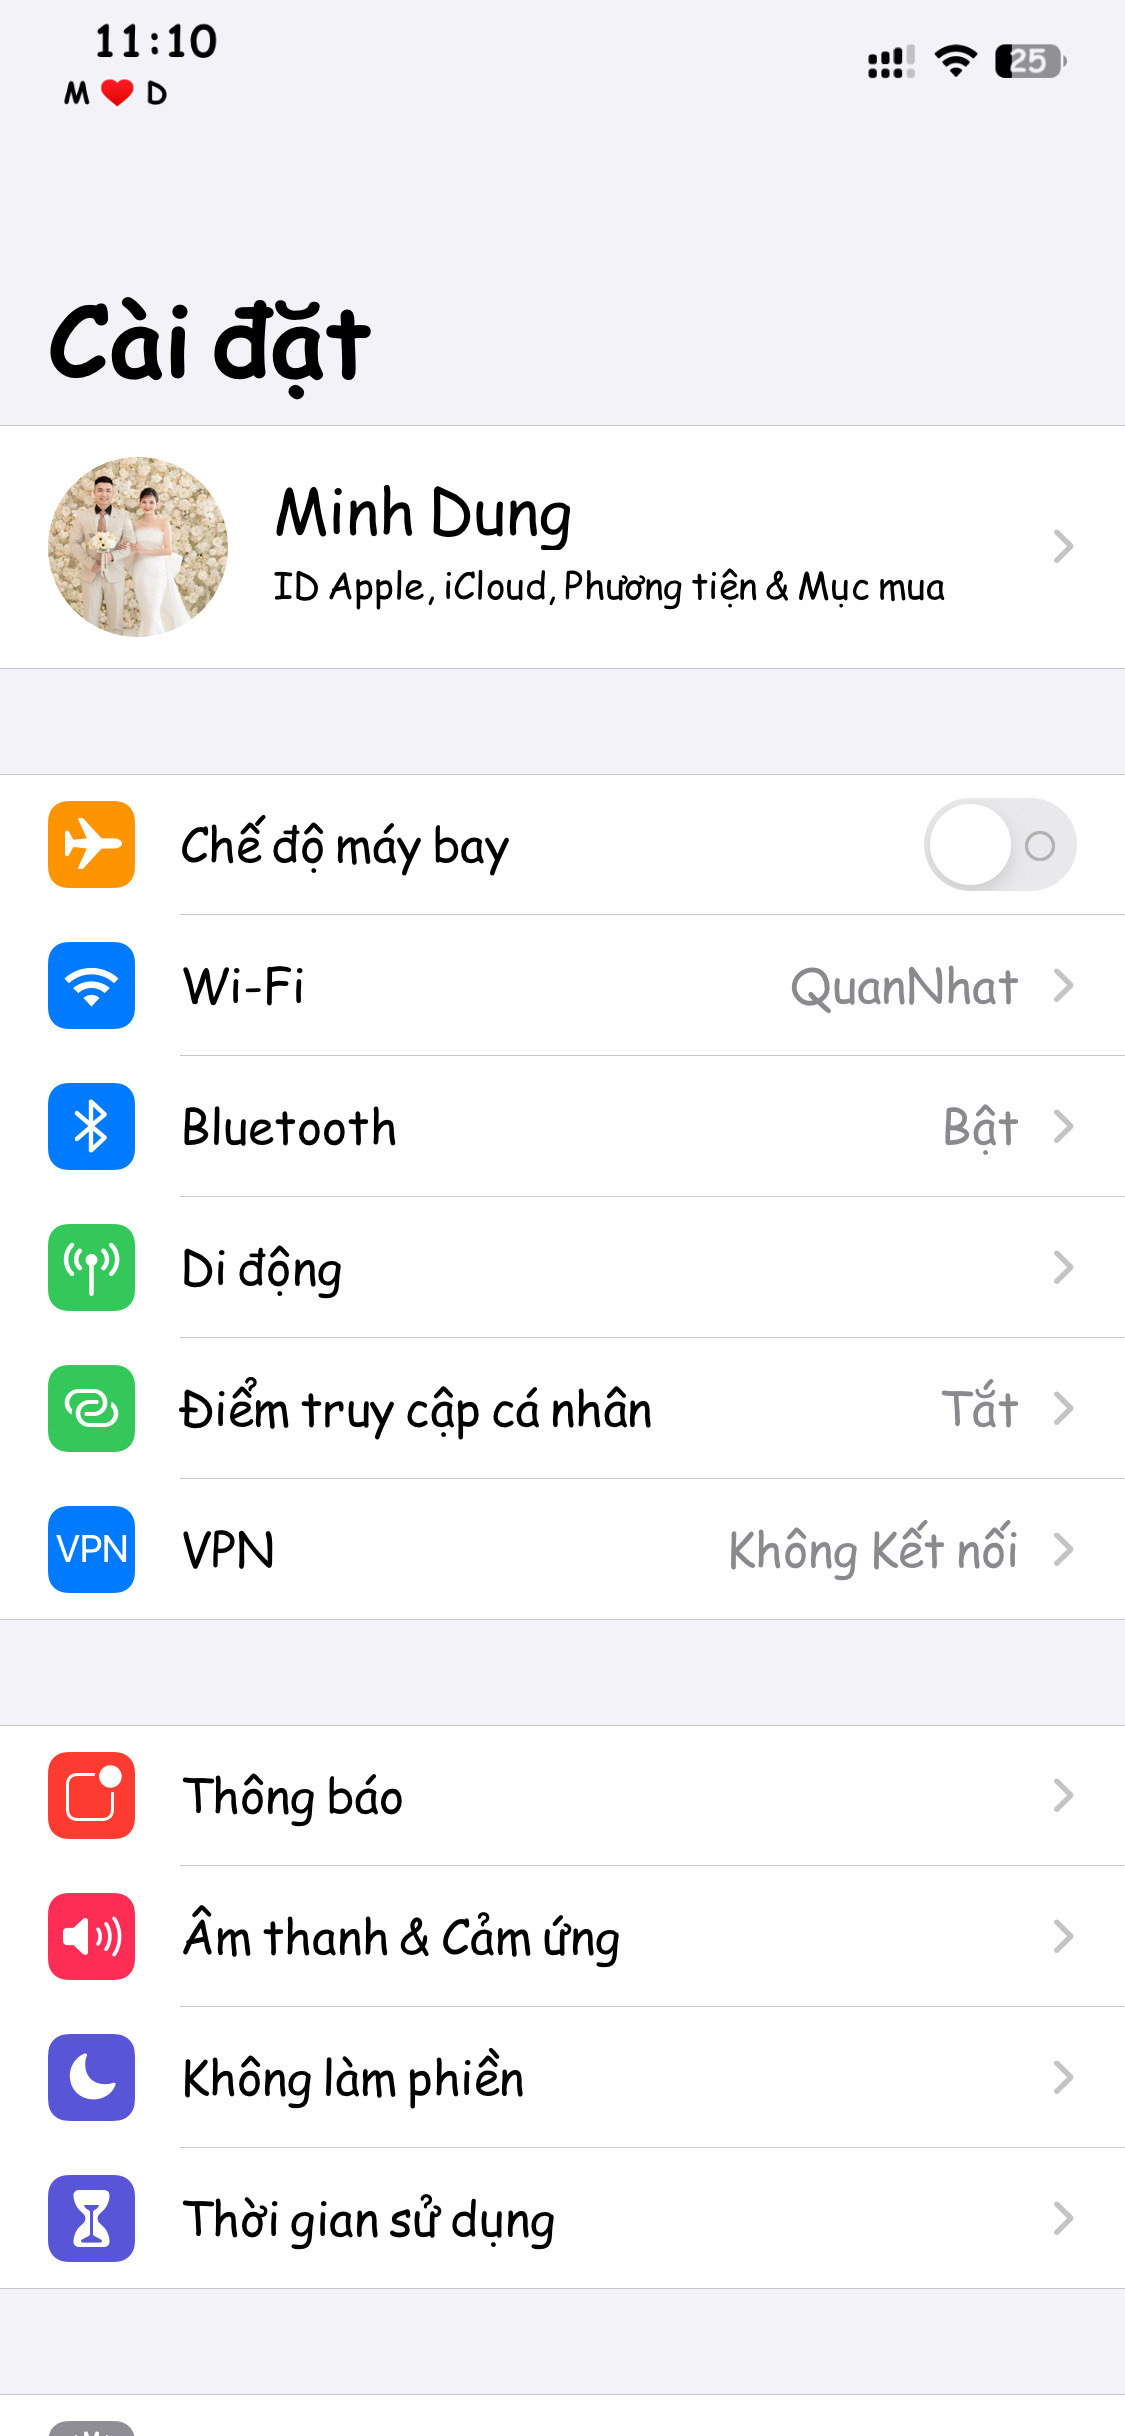 11:10
M ❤️ D
25
Cài đặt
Minh Dung
ID Apple, iCloud, Phương tiện & Mục mua
Chế độ máy bay
Wi-Fi QuanNhat
Bluetooth Bật
Di động
Điểm truy cập cá nhân Tắt
VPN VPN Không Kết nối
Thông báo
Âm thanh & Cảm ứng
Không làm phiền
Thời gian sử dụng